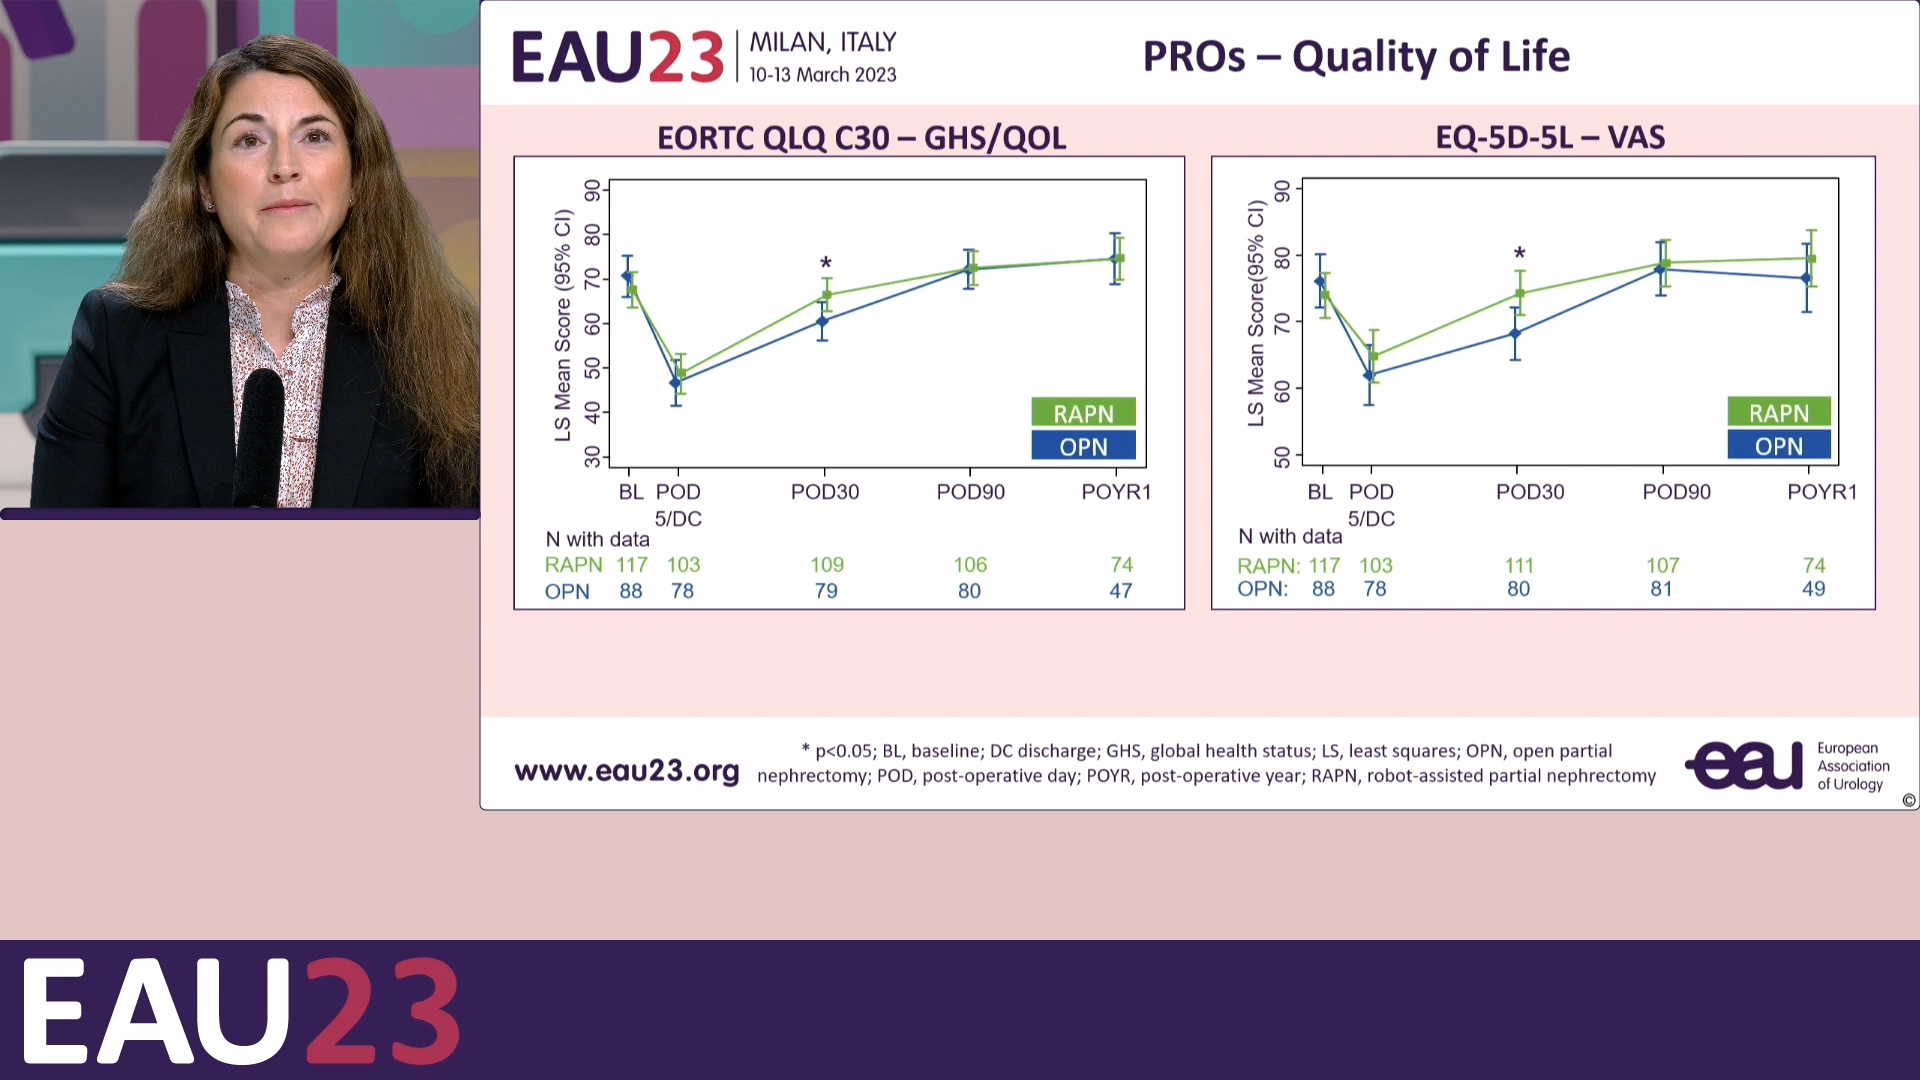 EAU23
MILAN, ITALY
10-13 March 2023
PROs – Quality of Life
EORTC QLQ C30 – GHS/QOL
LS Mean Score (95% CI)
90
80
70
60
50
40
30
*
RAPN
OPN
BL POD POD30 POD90 POYR1
5/DC
N with data
RAPN 117 103 109 106 74
OPN 88 78 79 80 47
EQ-5D-5L – VAS
LS Mean Score(95% CI)
90
80
70
60
50
*
RAPN
OPN
BL POD POD30 POD90 POYR1
5/DC
N with data
RAPN: 117 103 111 107 74
OPN: 88 78 80 81 49
www.eau23.org
* p<0.05; BL, baseline; DC discharge; GHS, global health status; LS, least squares; OPN, open partial
nephrectomy; POD, post-operative day; POYR, post-operative year; RAPN, robot-assisted partial nephrectomy
eau
European
Association
of Urology
©
EAU23